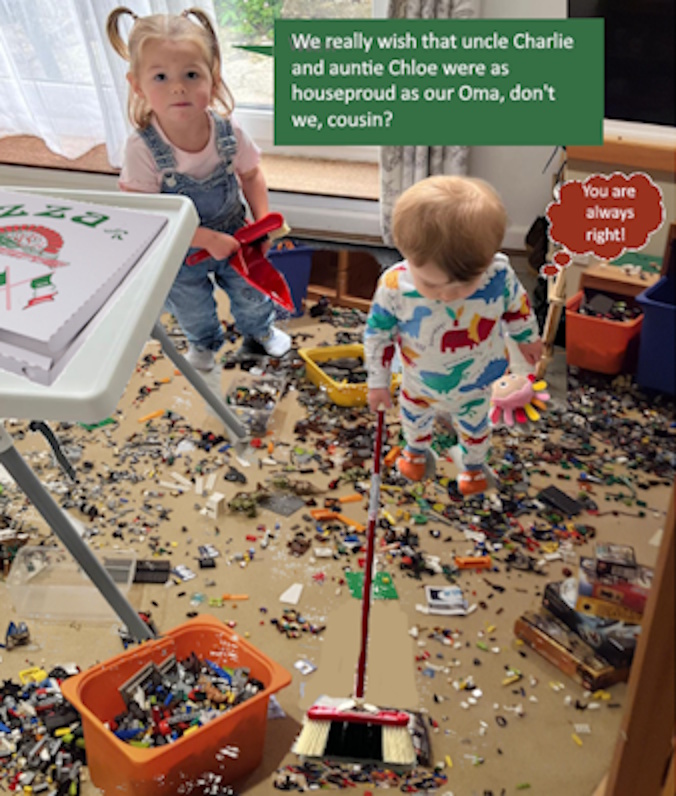 We really wish that uncle Charlie
and auntie Chloe were as
houseproud as our Oma, don't
we, cousin?
You are
always
right!